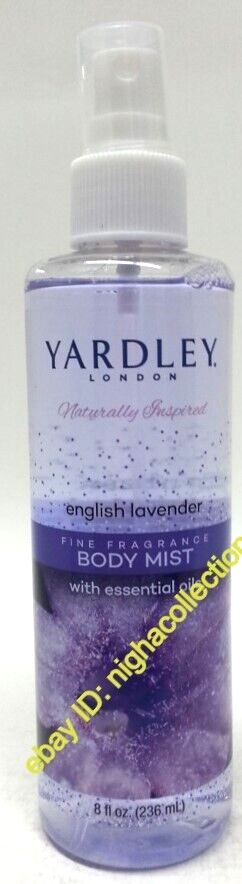 YARDLEY
LONDON
Naturally Inspired
english lavender
FINE FRAGRANCE
BODY MIST
with essential oils
8 fl oz. (236 mL)
ebay ID: nighacollection